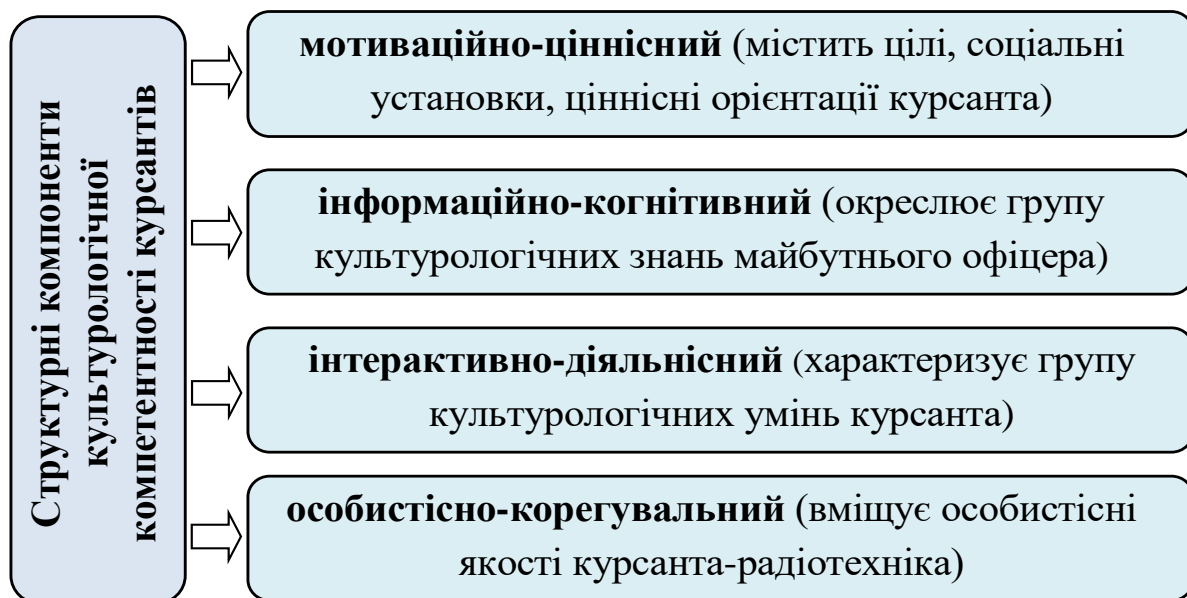 Структурні компоненти
культурологічної
компетентності курсантів
мотиваційно-ціннісний (містить цілі, соціальні
установки, ціннісні орієнтації курсанта)
інформаційно-когнітивний (окреслює групу
культурологічних знань майбутнього офіцера)
інтерактивно-діяльнісний (характеризує групу
культурологічних умінь курсанта)
особистісно-корегувальний (вміщує особистісні
якості курсанта-радіотехніка)